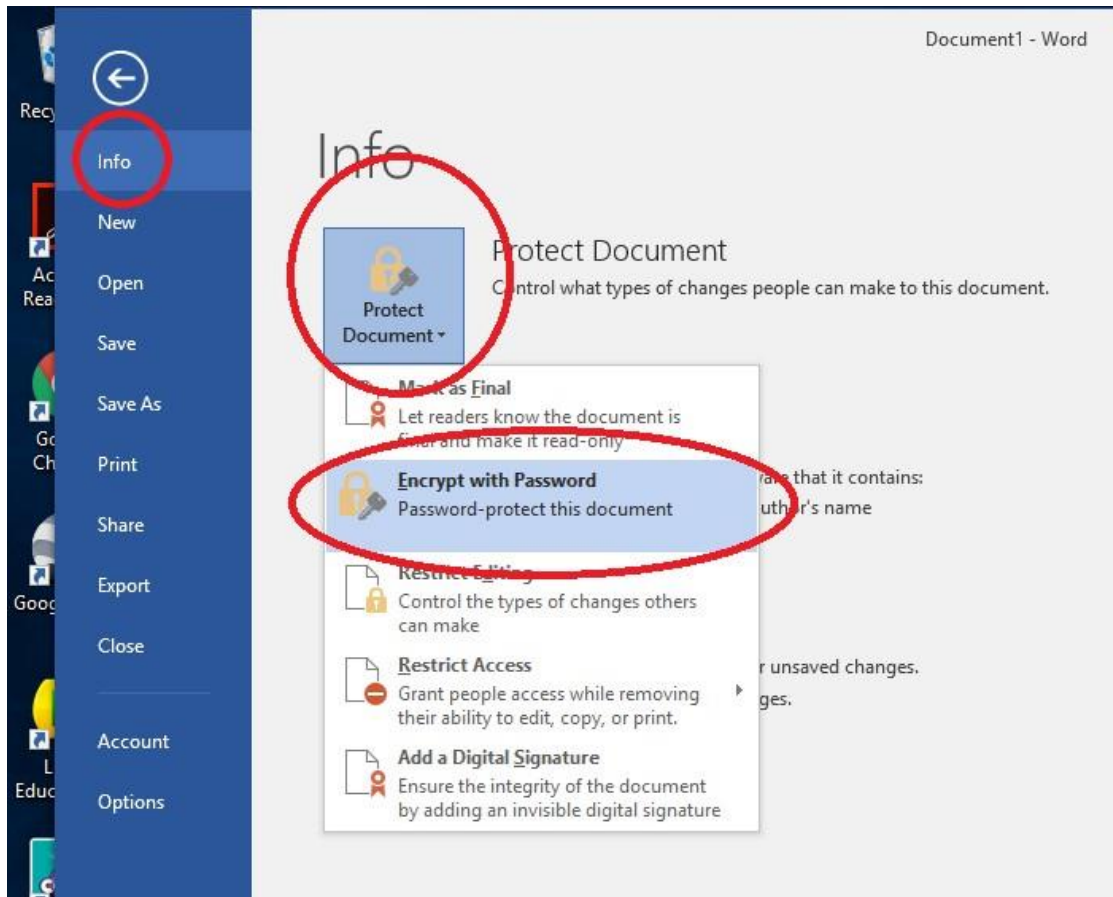 Document1 - Word
Info
New
Open
Save
Save As
Print
Share
Export
Close
Account
Options
Info
Protect
Document
Protect Document
Control what types of changes people can make to this document.
Mark as Final
Let readers know the document is
final and make it read-only
Encrypt with Password
Password-protect this document
Restrict Editing
Control the types of changes others
can make
Restrict Access
Grant people access while removing
their ability to edit, copy, or print.
Add a Digital Signature
Ensure the integrity of the document
by adding an invisible digital signature
that it contains:
name
unsaved changes.